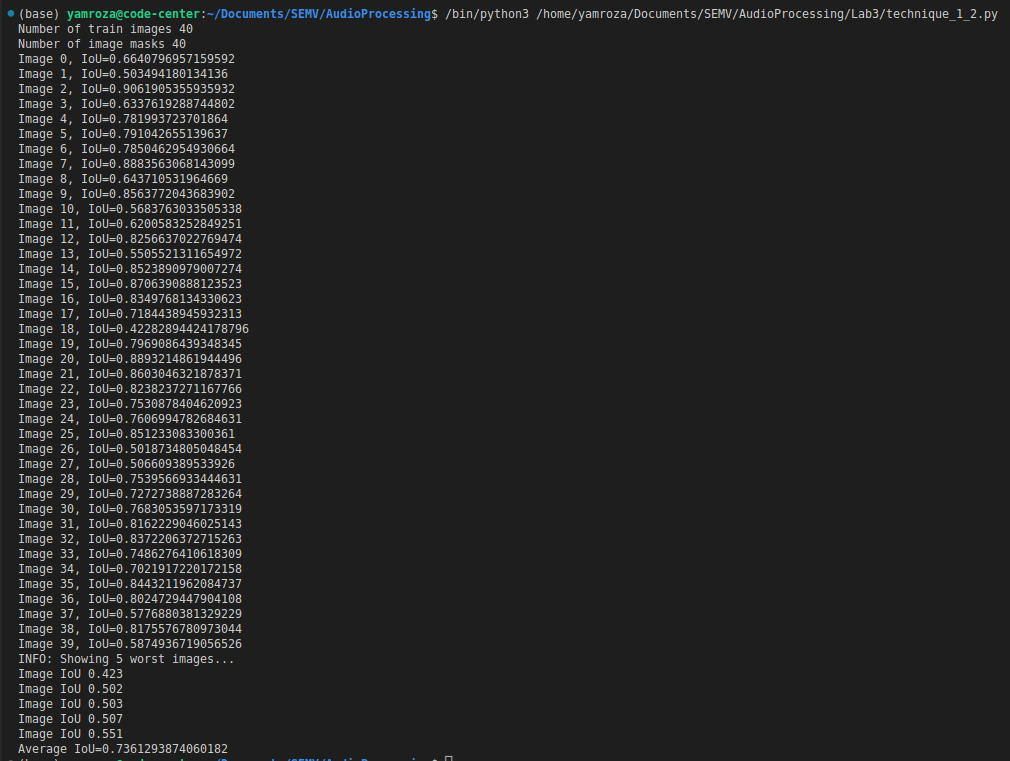 (base) yamroza@code-center:~/Documents/SEMV/AudioProcessing$ /bin/python3 /home/yamroza/Documents/SEMV/AudioProcessing/Lab3/technique_1_2.py
Number of train images 40
Number of image masks 40
Image 0, IoU=0.6640796957159592
Image 1, IoU=0.503494180134136
Image 2, IoU=0.9061905355935932
Image 3, IoU=0.6337619288744802
Image 4, IoU=0.781993723701864
Image 5, IoU=0.791042655139637
Image 6, IoU=0.7850462954930664
Image 7, IoU=0.8883563068143099
Image 8, IoU=0.643710531964669
Image 9, IoU=0.8563772043683902
Image 10, IoU=0.5683763033505338
Image 11, IoU=0.6200583252849251
Image 12, IoU=0.8256637022769474
Image 13, IoU=0.5505521311654972
Image 14, IoU=0.8523890979007274
Image 15, IoU=0.8706390888123523
Image 16, IoU=0.8349768134330623
Image 17, IoU=0.7184438945932313
Image 18, IoU=0.42282894424178796
Image 19, IoU=0.7969086439348345
Image 20, IoU=0.8893214861944496
Image 21, IoU=0.8603046321878371
Image 22, IoU=0.8238237271167766
Image 23, IoU=0.7530878404620923
Image 24, IoU=0.7606994782684631
Image 25, IoU=0.851233083300361
Image 26, IoU=0.5018734805048454
Image 27, IoU=0.506609389533926
Image 28, IoU=0.7539566933444631
Image 29, IoU=0.7272738887283264
Image 30, IoU=0.7683053597173319
Image 31, IoU=0.8162229046025143
Image 32, IoU=0.8372206372715263
Image 33, IoU=0.7486276410618309
Image 34, IoU=0.7021917220172158
Image 35, IoU=0.8443211962084737
Image 36, IoU=0.8024729447904108
Image 37, IoU=0.5776880381329229
Image 38, IoU=0.8175576780973044
Image 39, IoU=0.5874936719056526
INFO: Showing 5 worst images...
Image IoU 0.423
Image IoU 0.502
Image IoU 0.503
Image IoU 0.507
Image IoU 0.551
Average IoU=0.7361293874060182